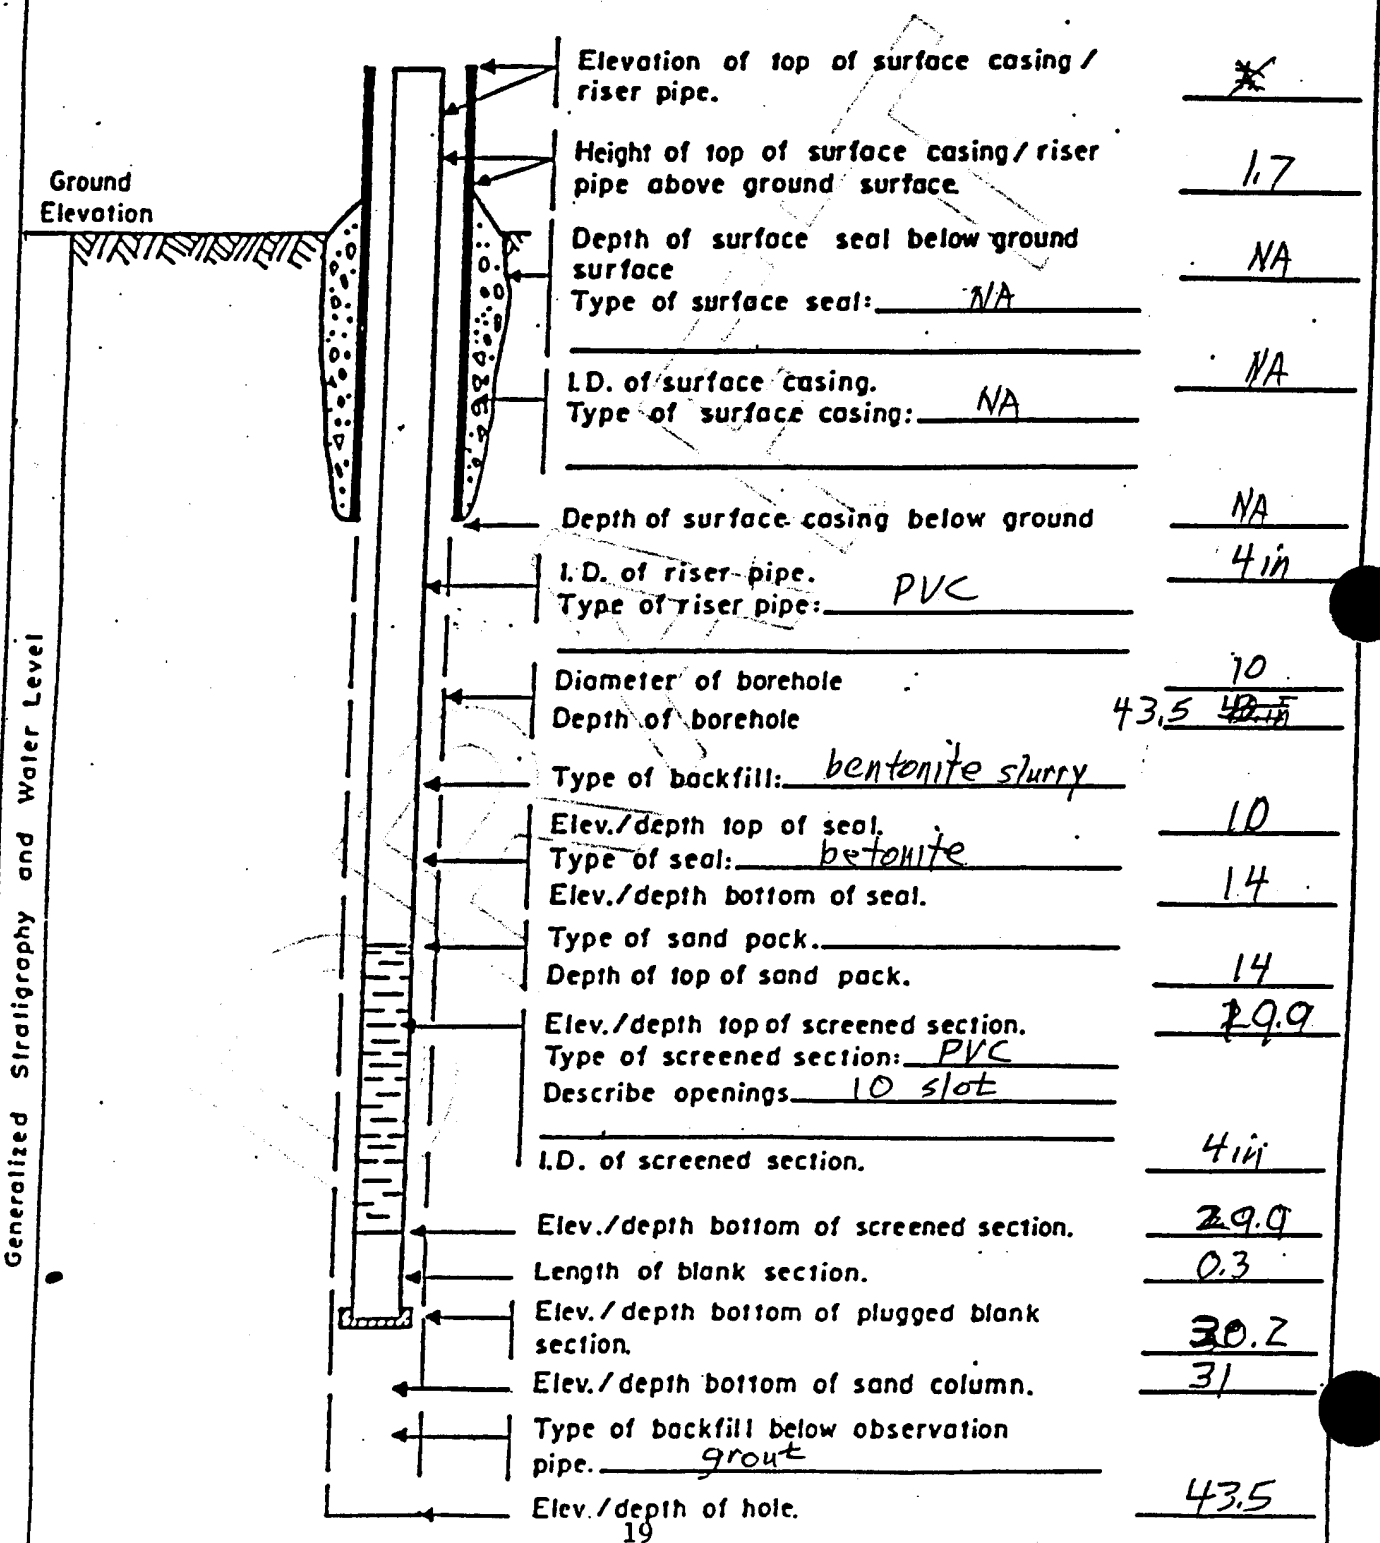 Elevation of top of surface casing /
riser pipe.
Height of top of surface casing / riser 1.7
pipe above ground surface
Ground
Elevation
Depth of surface seal below ground NA
surface
Type of surface seal: NA
I.D. of surface casing. NA
Type of surface casing: NA
Depth of surface casing below ground NA
I.D. of riser pipe. 4 in
Type of riser pipe: PVC
Diameter of borehole 10
Depth of borehole 43.5
Type of backfill: bentonite slurry
Elev./depth top of seal. 10
Type of seal: betonite
Elev./depth bottom of seal. 14
Type of sand pack.
Depth of top of sand pack. 14
Elev./depth top of screened section. 19.9
Type of screened section: PVC
Describe openings 10 slot
I.D. of screened section. 4 in
Elev./depth bottom of screened section. 29.9
Length of blank section. 0.3
Elev./depth bottom of plugged blank
section. 30.2
Elev./depth bottom of sand column. 31
Type of backfill below observation
pipe. grout
Elev./depth of hole. 43.5
19
Generalized Stratigraphy and Water Level